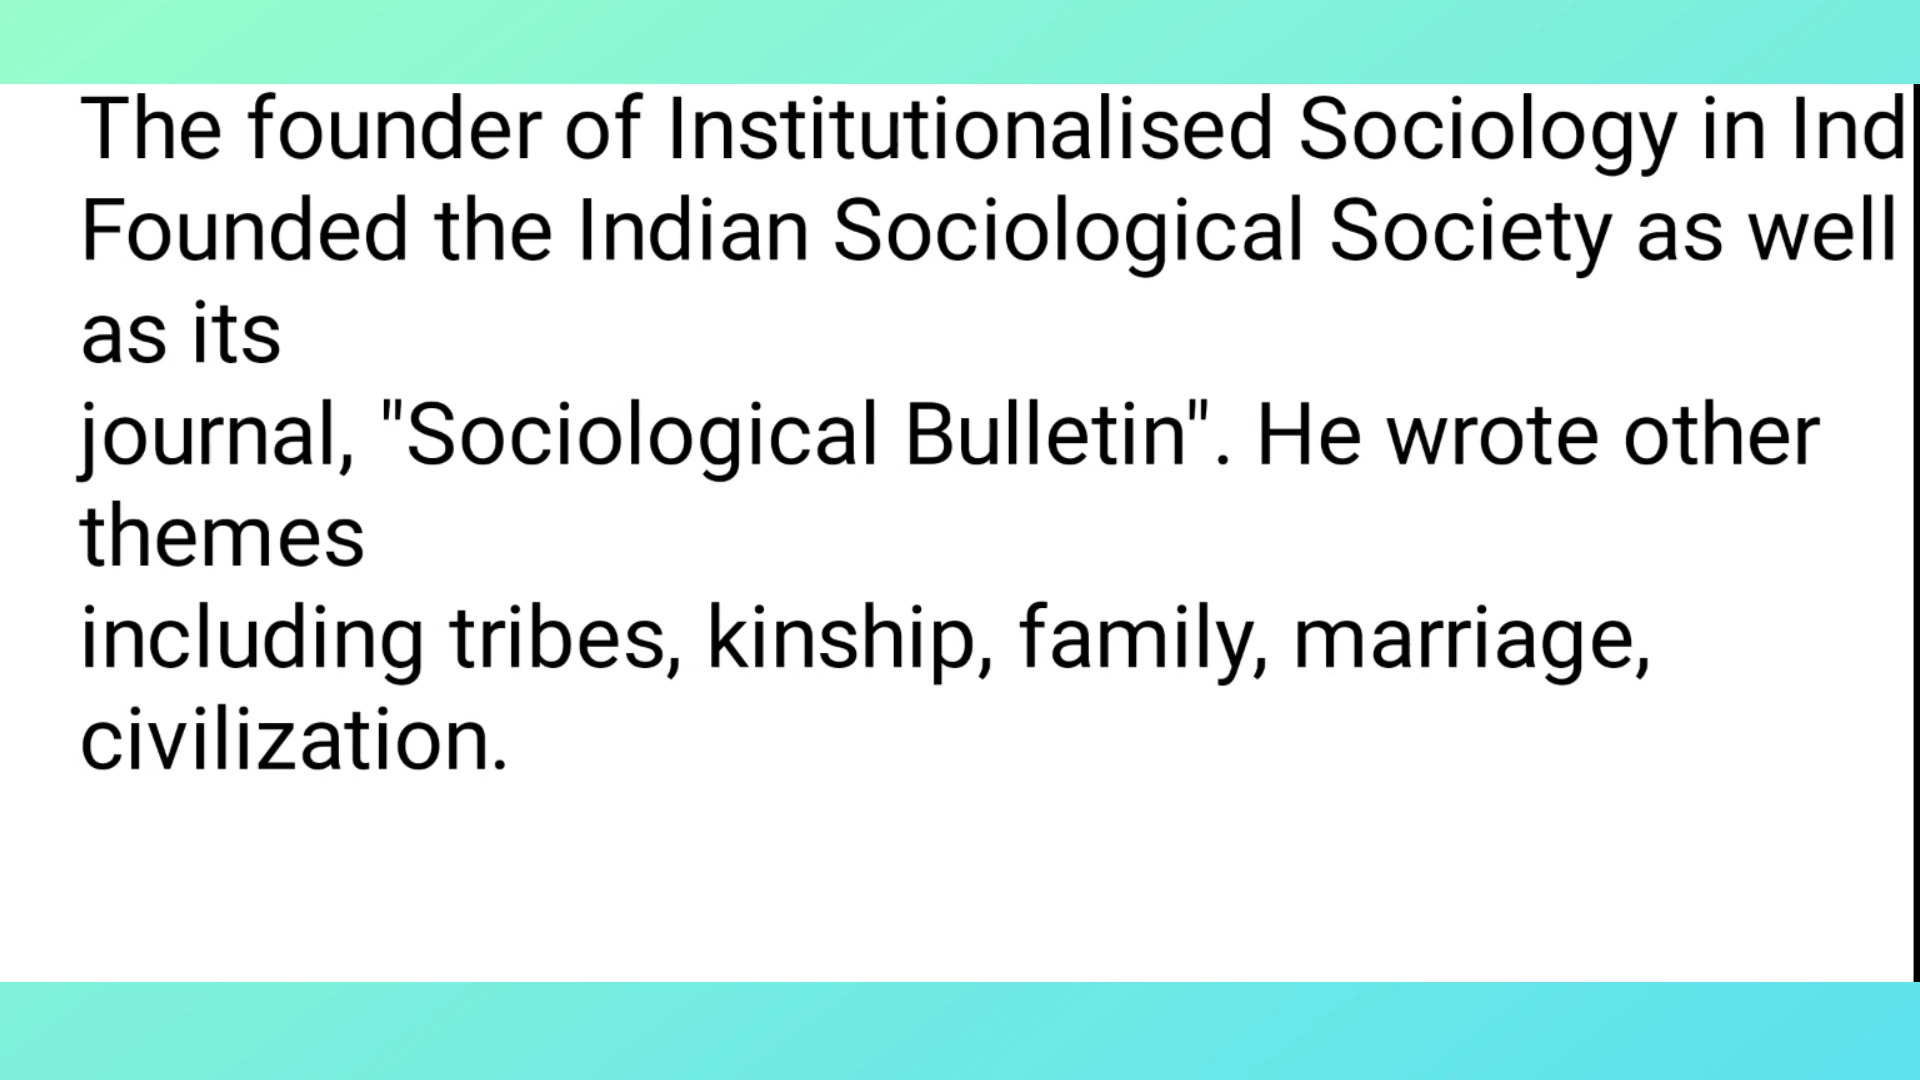 The founder of Institutionalised Sociology in Ind
Founded the Indian Sociological Society as well
as its
journal, "Sociological Bulletin". He wrote other
themes
including tribes, kinship, family, marriage,
civilization.